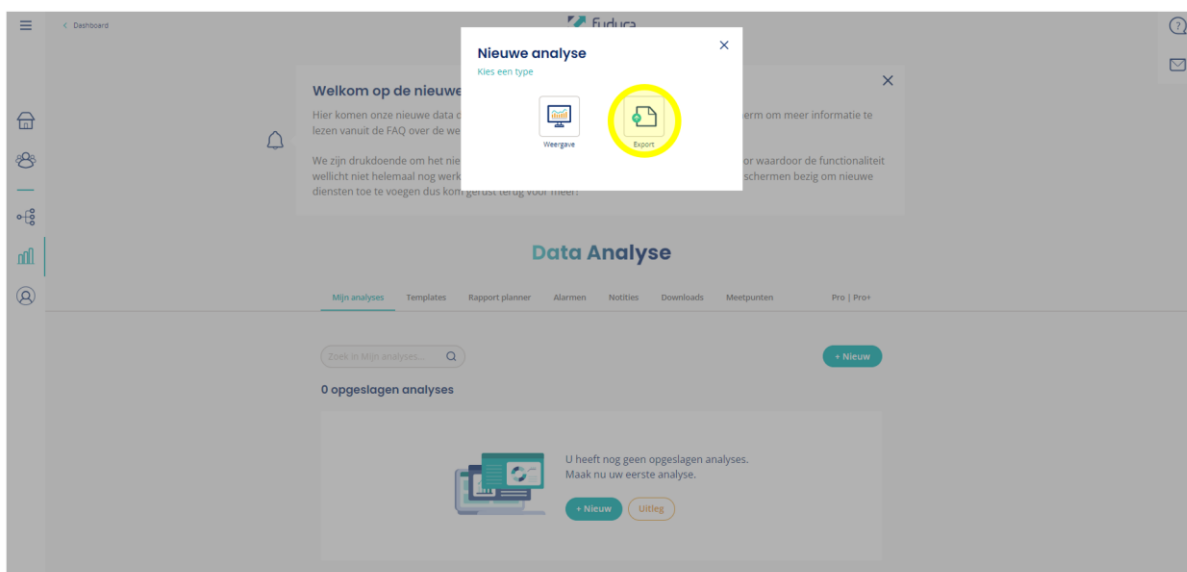 Dashboard
Fuduca
Nieuwe analyse
Kies een type
Weergave
Export
Welkom op de nieuwe
Hier komen onze nieuwe data
erm om meer informatie te
lezen vanuit de FAQ over de we
We zijn drukdoende om het nie
or waardoor de functionaliteit
wellicht niet helemaal nog werk
schermen bezig om nieuwe
diensten toe te voegen dus kom gerust terug voor meer!
Data Analyse
Mijn analyses Templates Rapport planner Alarmen Notities Downloads Meetpunten Pro | Pro+
Zoek in Mijn analyses...
+ Nieuw
0 opgeslagen analyses
U heeft nog geen opgeslagen analyses.
Maak nu uw eerste analyse.
+ Nieuw Uitleg